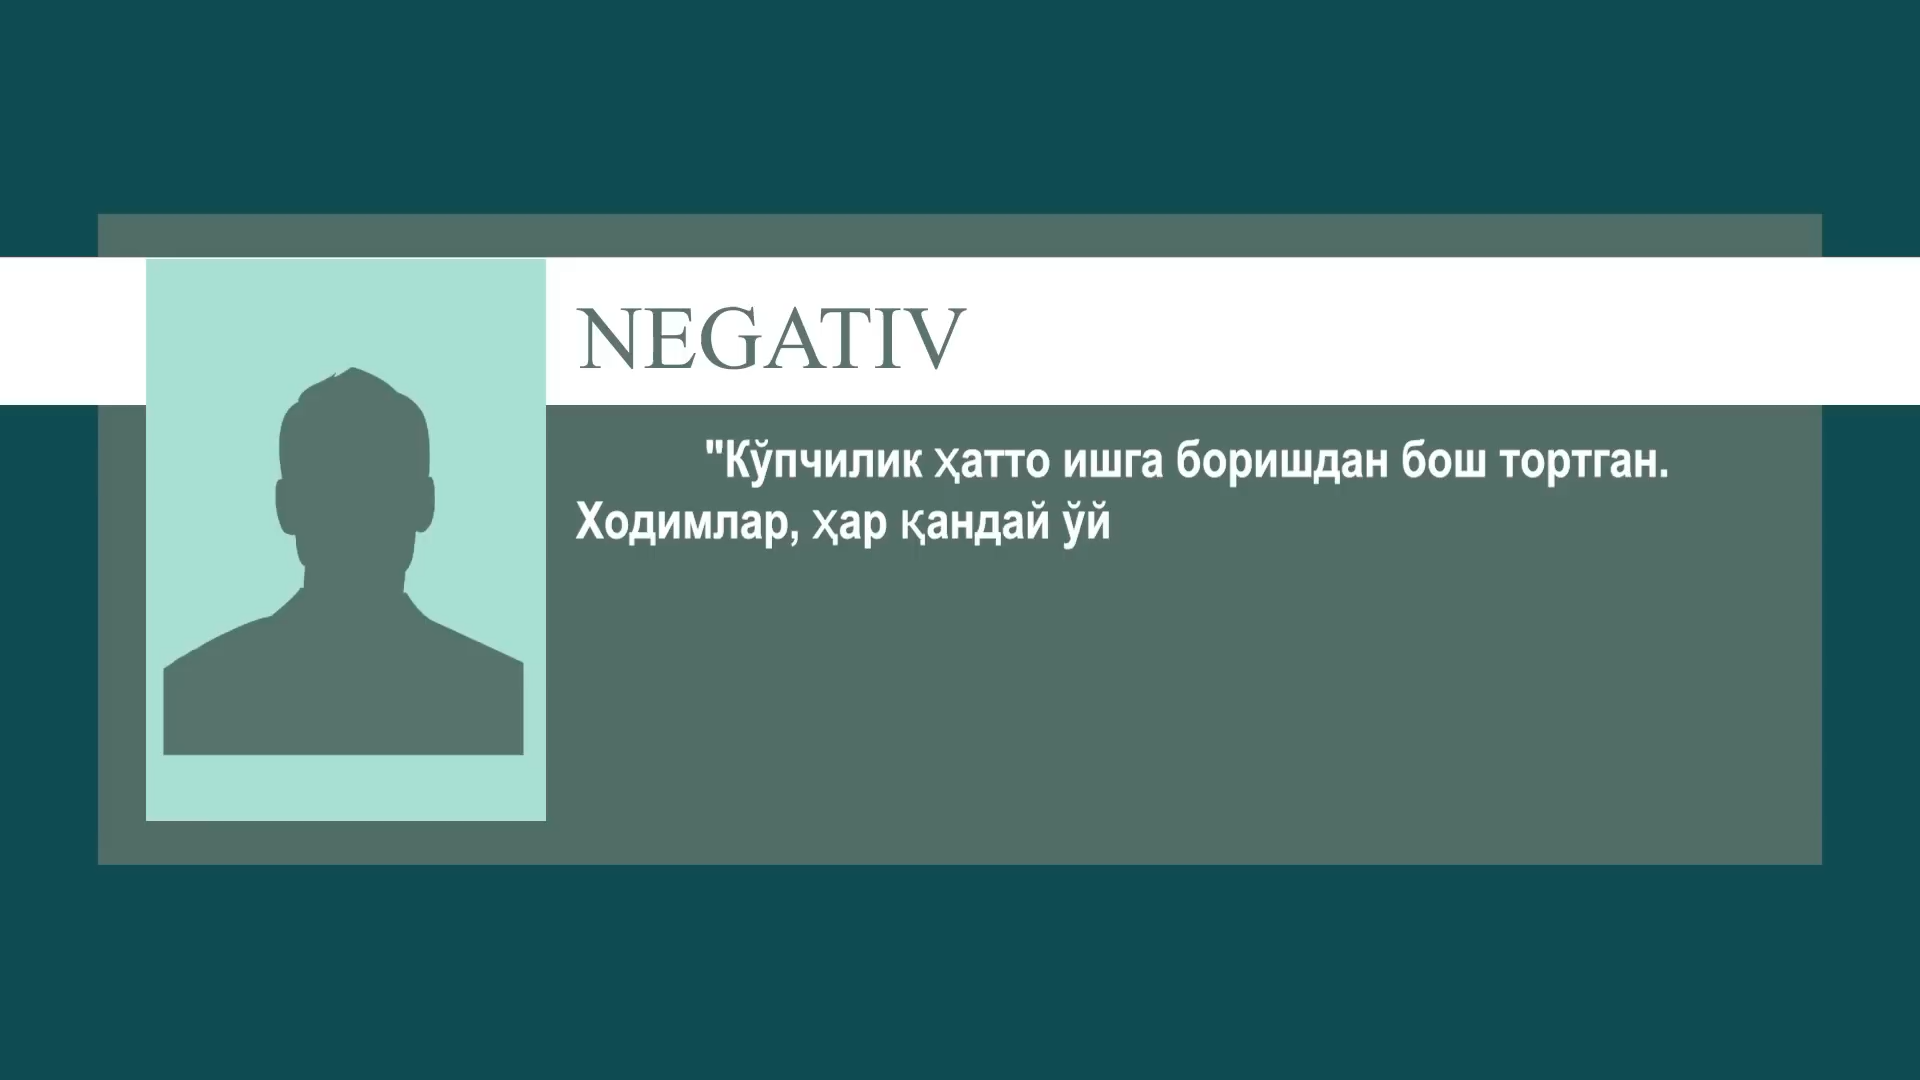 NEGATIV
"Кўпчилик ҳатто ишга боришдан бош тортган.
Ходимлар, ҳар қандай ўй